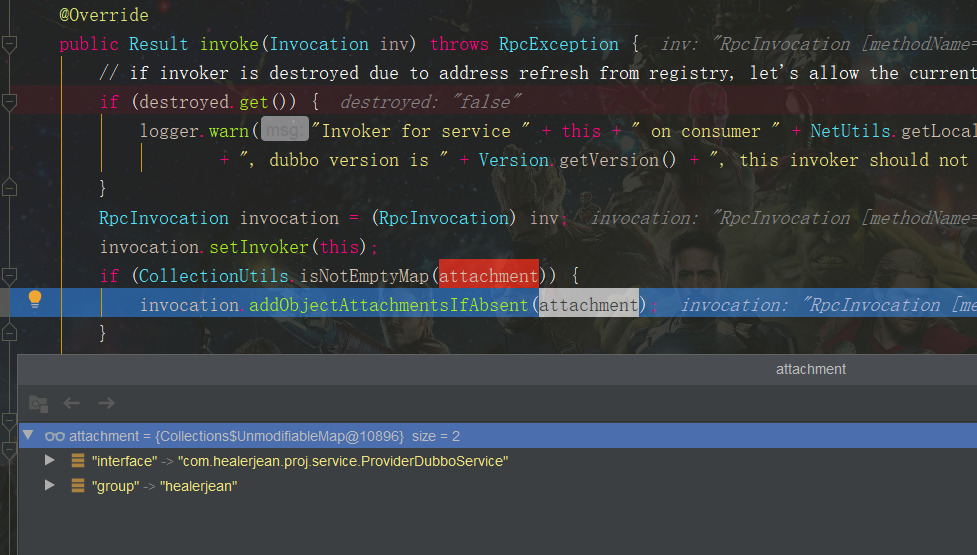 @Override
public Result invoke(Invocation inv) throws RpcException { inv: "RpcInvocation [methodName=
// if invoker is destroyed due to address refresh from registry, let's allow the current
if (destroyed.get()) { destroyed: "false"
logger.warn(msg: "Invoker for service " + this + " on consumer " + NetUtils.getLocal
+ ", dubbo version is " + Version.getVersion() + ", this invoker should not
}
RpcInvocation invocation = (RpcInvocation) inv; invocation: "RpcInvocation [methodName=
invocation.setInvoker(this);
if (CollectionUtils.isNotEmptyMap(attachment)) {
invocation.addObjectAttachmentsIfAbsent(attachment); invocation: "RpcInvocation [me
}
attachment
attachment = {Collections$UnmodifiableMap@10896} size = 2
"interface" -> "com.healerjean.proj.service.ProviderDubboService"
"group" -> "healerjean"